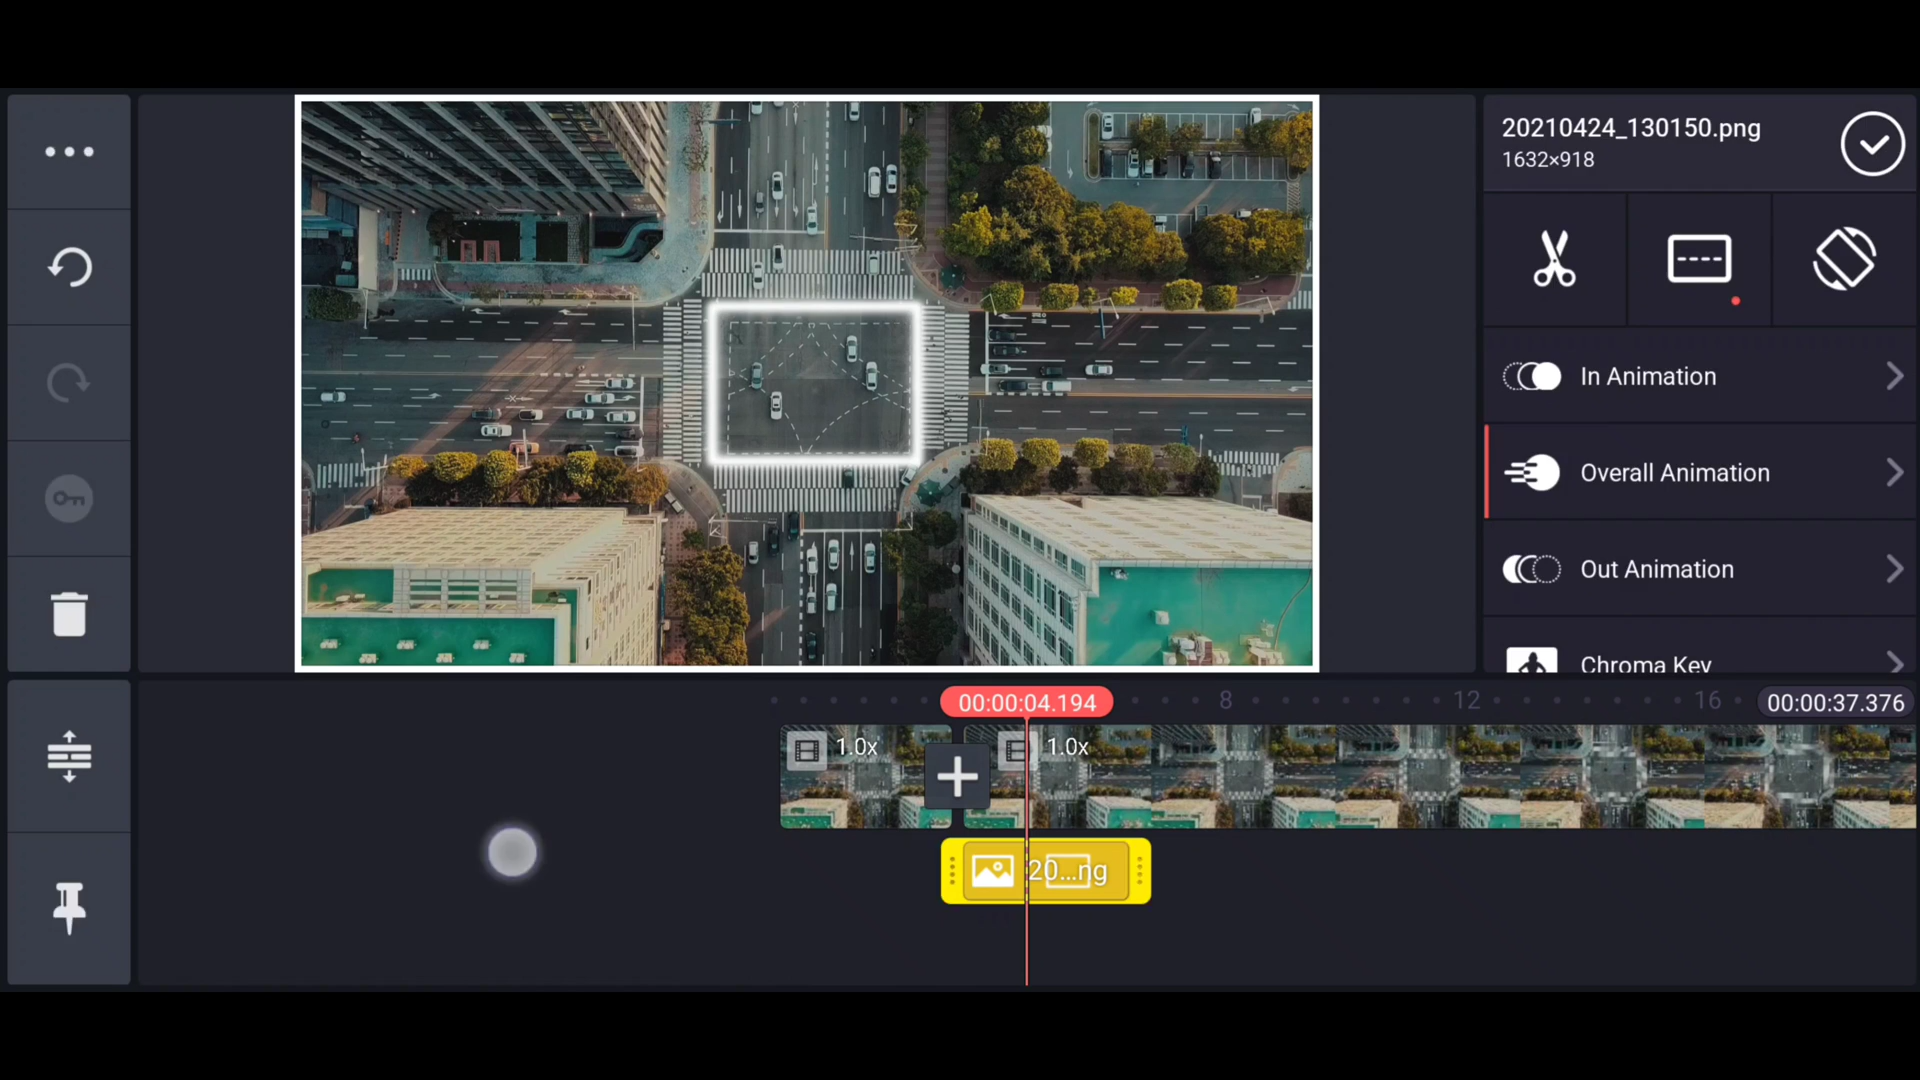 20210424_130150.png
1632×918
In Animation
Overall Animation
Out Animation
Chroma Key
00:00:04.194
8
12
16
00:00:37.376
1.0x
1.0x
20...ng